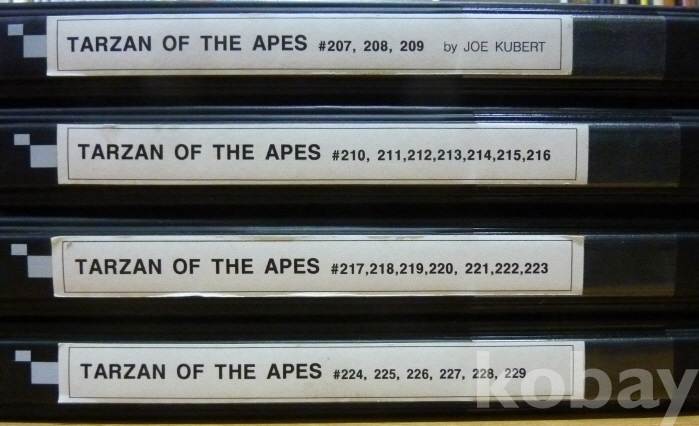 TARZAN OF THE APES #207, 208, 209 by JOE KUBERT
TARZAN OF THE APES #210, 211,212,213,214,215,216
TARZAN OF THE APES #217,218,219,220, 221,222,223
TARZAN OF THE APES #224, 225, 226, 227, 228, 229
kobay